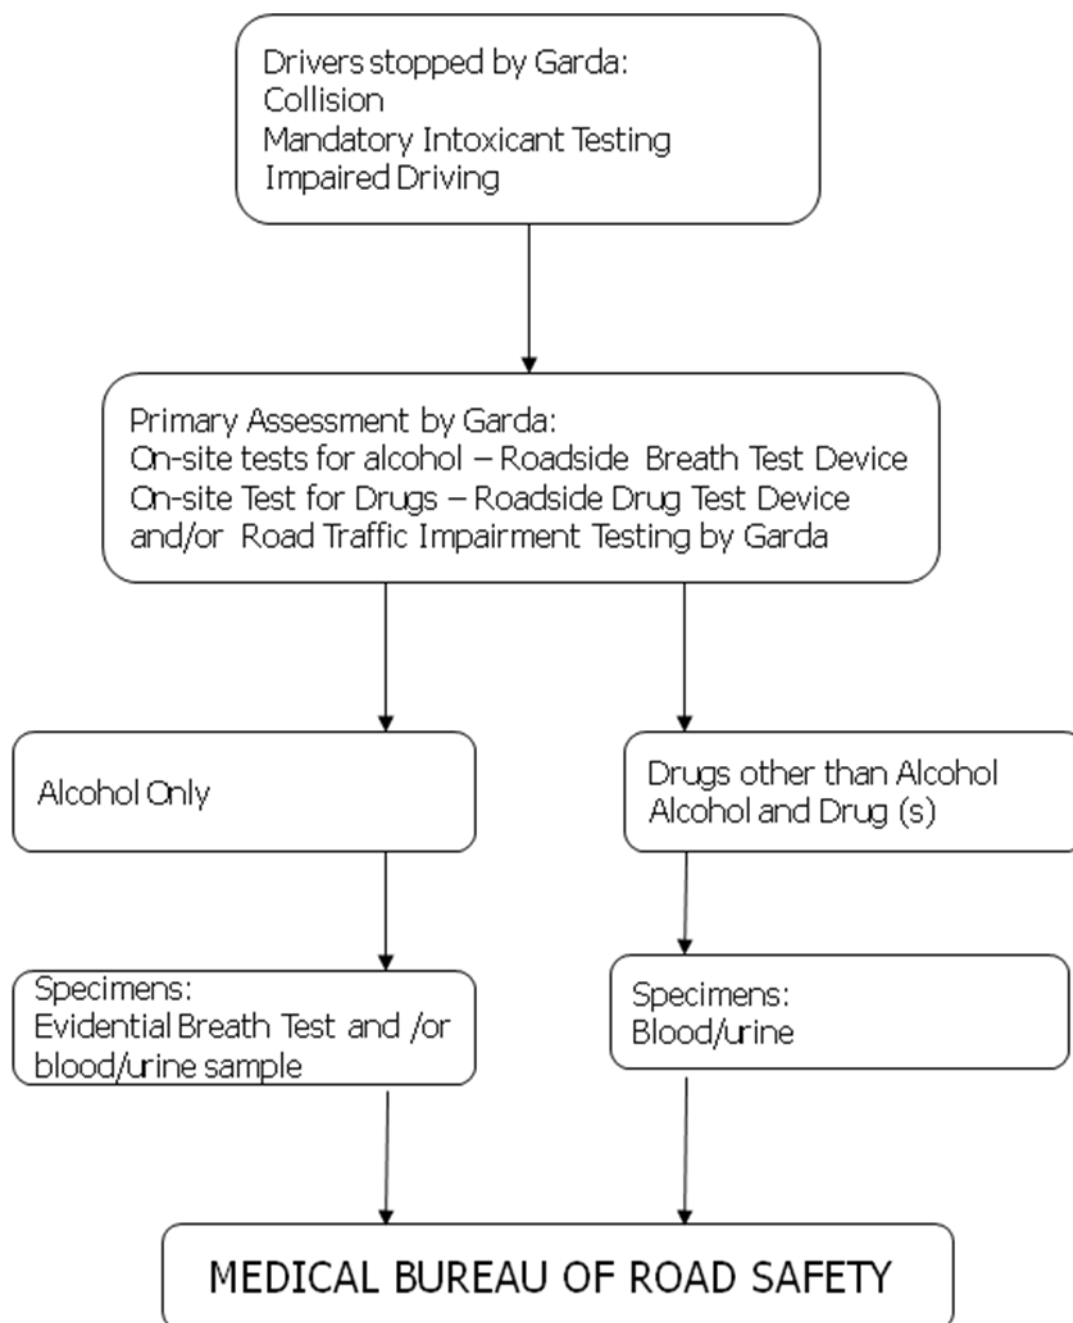 Drivers stopped by Garda:
Collision
Mandatory Intoxicant Testing
Impaired Driving
Primary Assessment by Garda:
On-site tests for alcohol – Roadside Breath Test Device
On-site Test for Drugs – Roadside Drug Test Device
and/or Road Traffic Impairment Testing by Garda
Alcohol Only
Drugs other than Alcohol
Alcohol and Drug (s)
Specimens:
Evidential Breath Test and /or
blood/urine sample
Specimens:
Blood/urine
MEDICAL BUREAU OF ROAD SAFETY